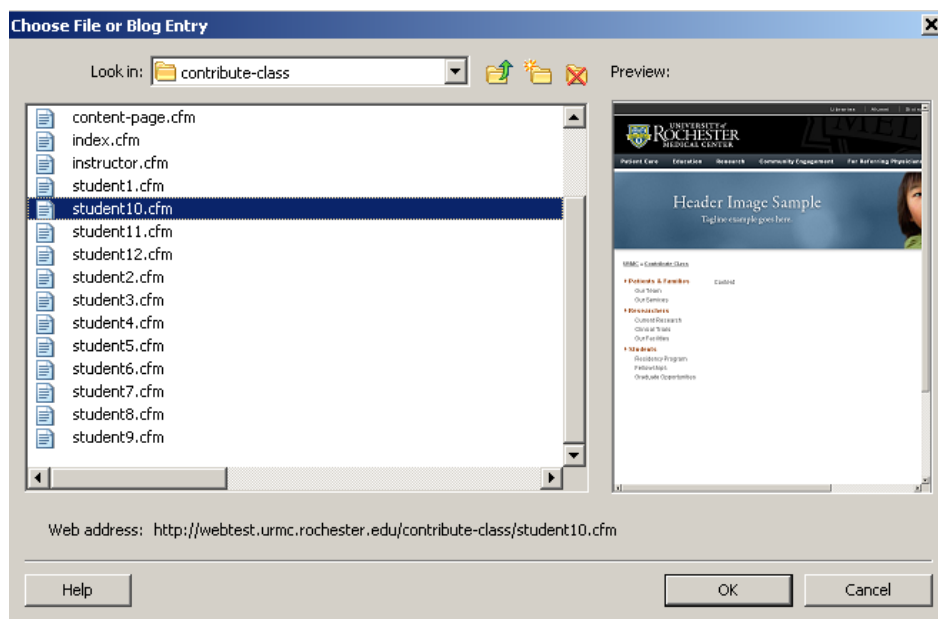 Choose File or Blog Entry
Look in: contribute-class
Preview:
content-page.cfm
index.cfm
instructor.cfm
student1.cfm
student10.cfm
student11.cfm
student12.cfm
student2.cfm
student3.cfm
student4.cfm
student5.cfm
student6.cfm
student7.cfm
student8.cfm
student9.cfm
Libraries | Alumni |
UNIVERSITY of
ROCHESTER
MEDICAL CENTER
MEL
Patient Care Education Research Community Engagement For Referring Physicians
Header Image Sample
Tagline example goes here.
URMC » Contribute Class
Patients & Families
Our Team
Our Services
Researchers
Current Research
Clinical Trials
Our Facilities
Students
Residency Program
Fellowships
Graduate Opportunities
Content
Web address: http://webtest.urmc.rochester.edu/contribute-class/student10.cfm
Help
OK
Cancel